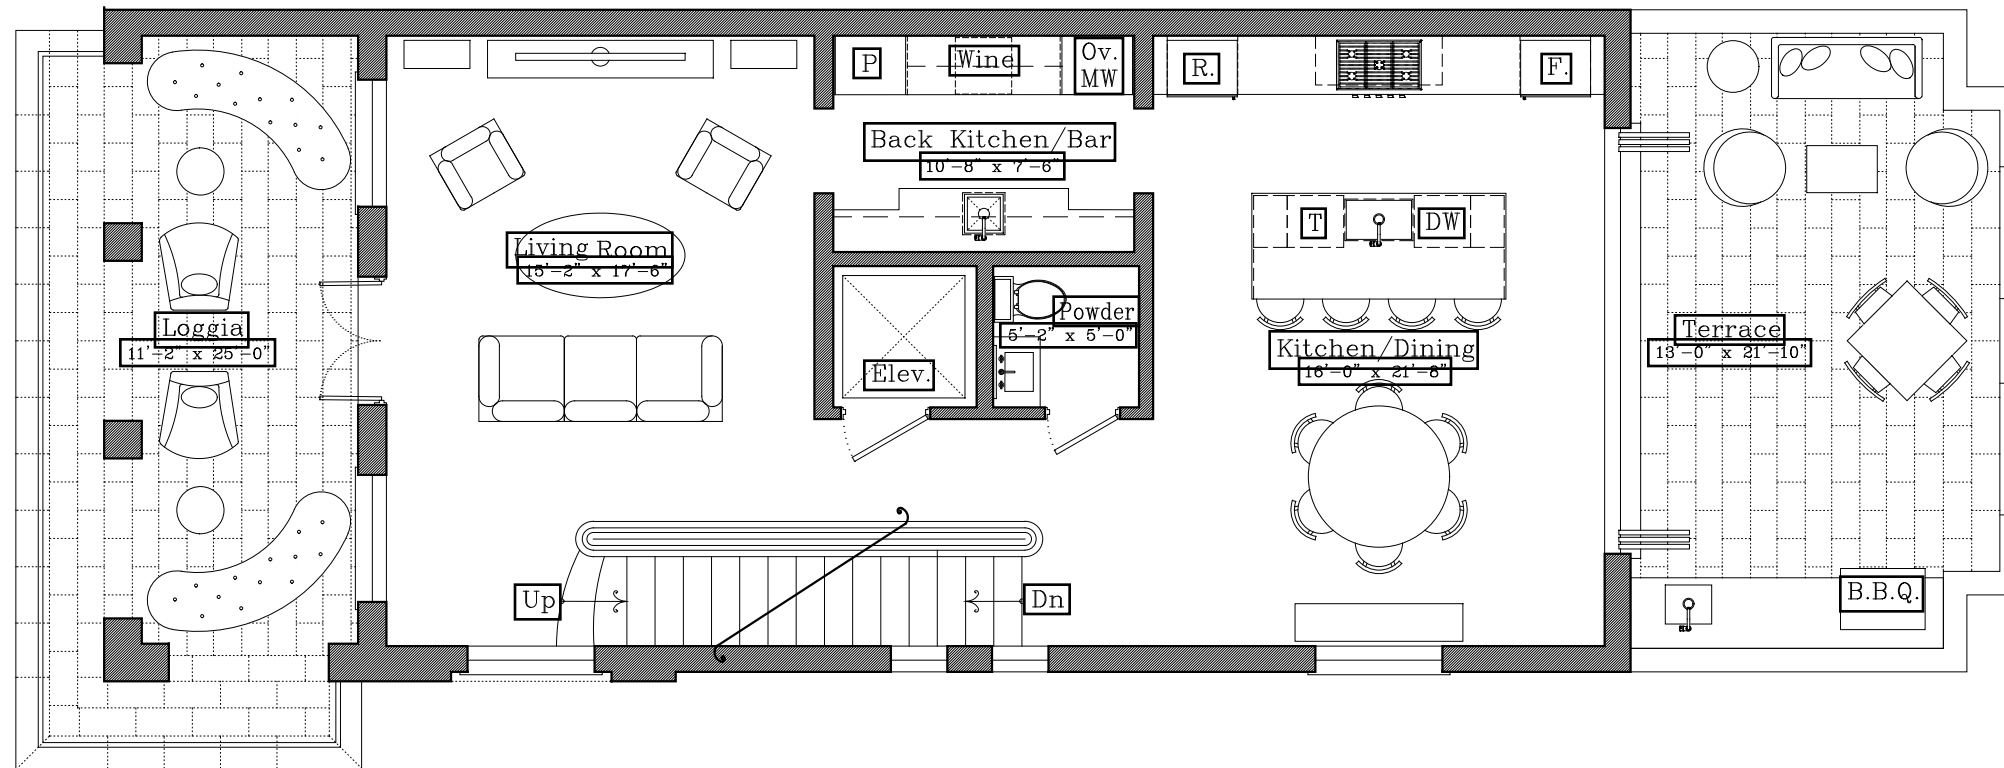 P
Wine
Ov.
MW
R.
F.
Back Kitchen/Bar
10'-8" x 7'-6"
Living Room
15'-2" x 17'-6"
T
DW
Loggia
11'-2" x 25'-0"
Powder
5'-2" x 5'-0"
Elev.
Kitchen/Dining
16'-0" x 21'-8"
Terrace
13'-0" x 21'-10"
Up
Dn
B.B.Q.